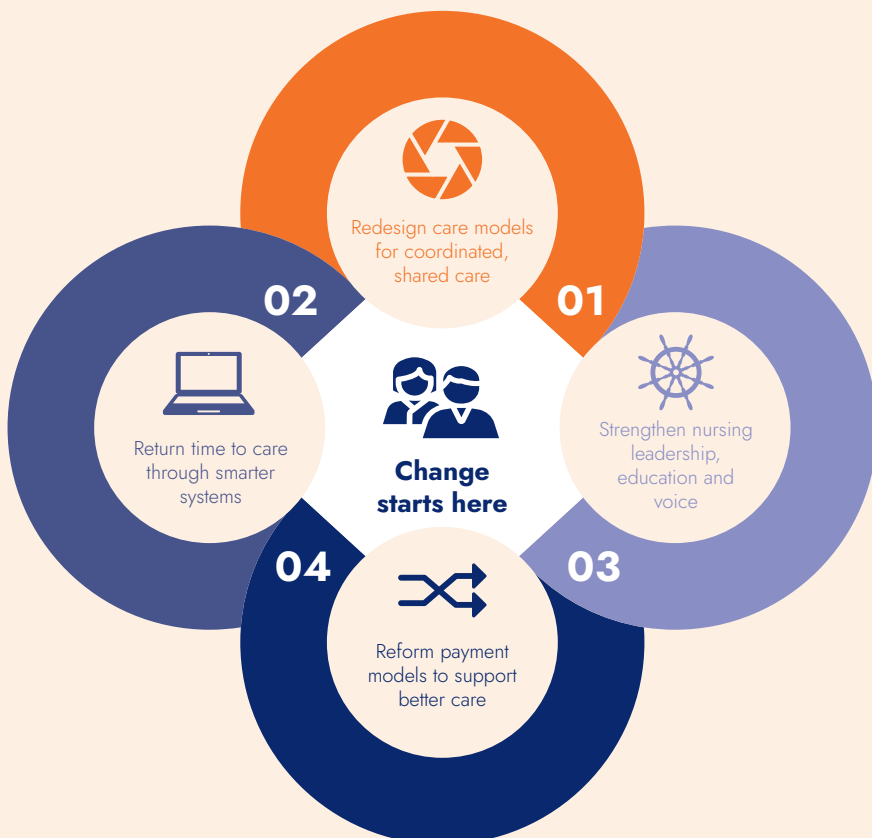 01
Redesign care models
for coordinated,
shared care
02
Return time to care
through smarter
systems
03
Strengthen nursing
leadership,
education and
voice
04
Reform payment
models to support
better care
Change
starts here